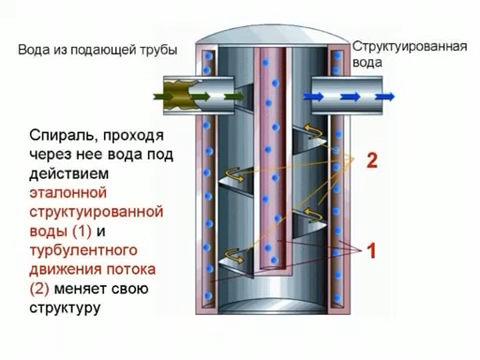 Вода из подающей трубы
Структуированная
вода
Спираль, проходя
через нее вода под
действием
эталонной
структуированной
воды (1) и
турбулентного
движения потока
(2) меняет свою
структуру
2
1